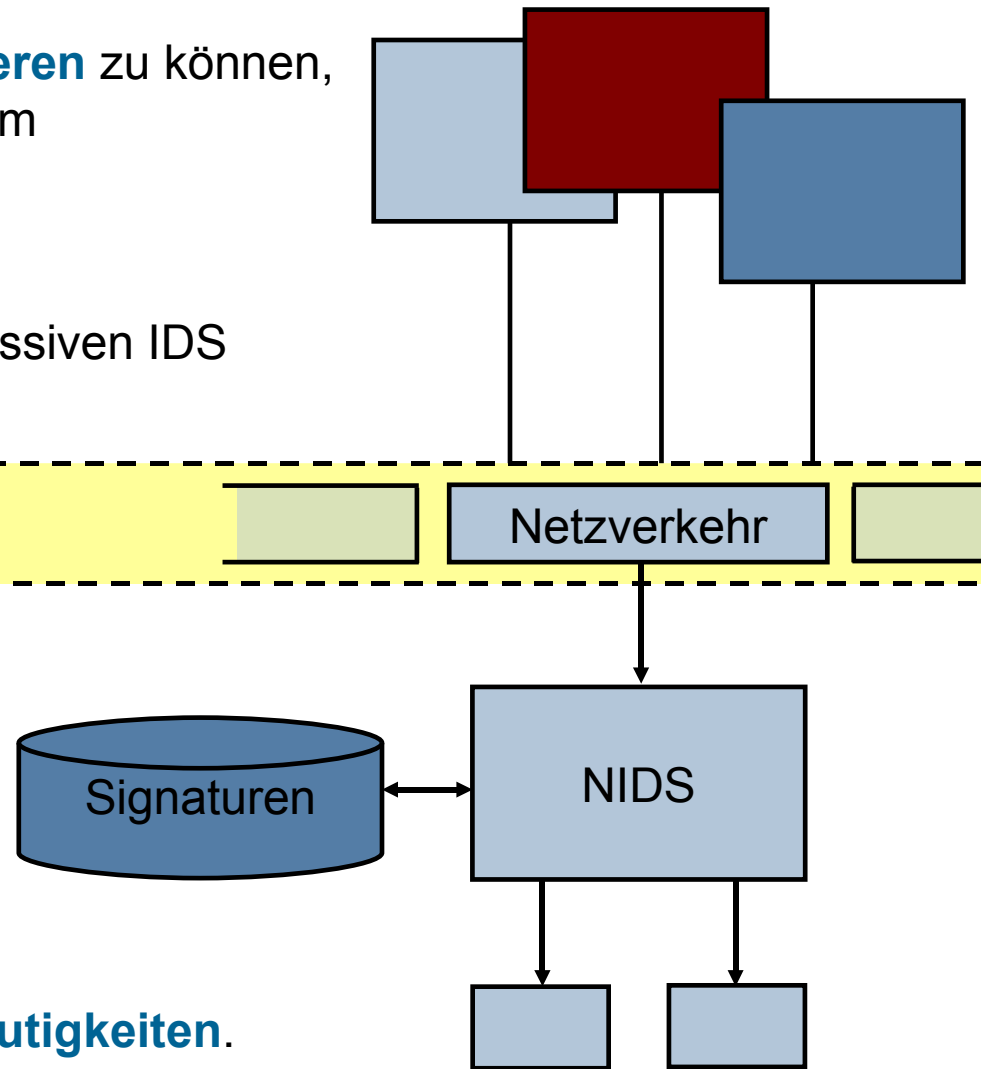 eren zu können,
m
ssiven IDS
Netzverkehr
Signaturen
NIDS
utigkeiten.